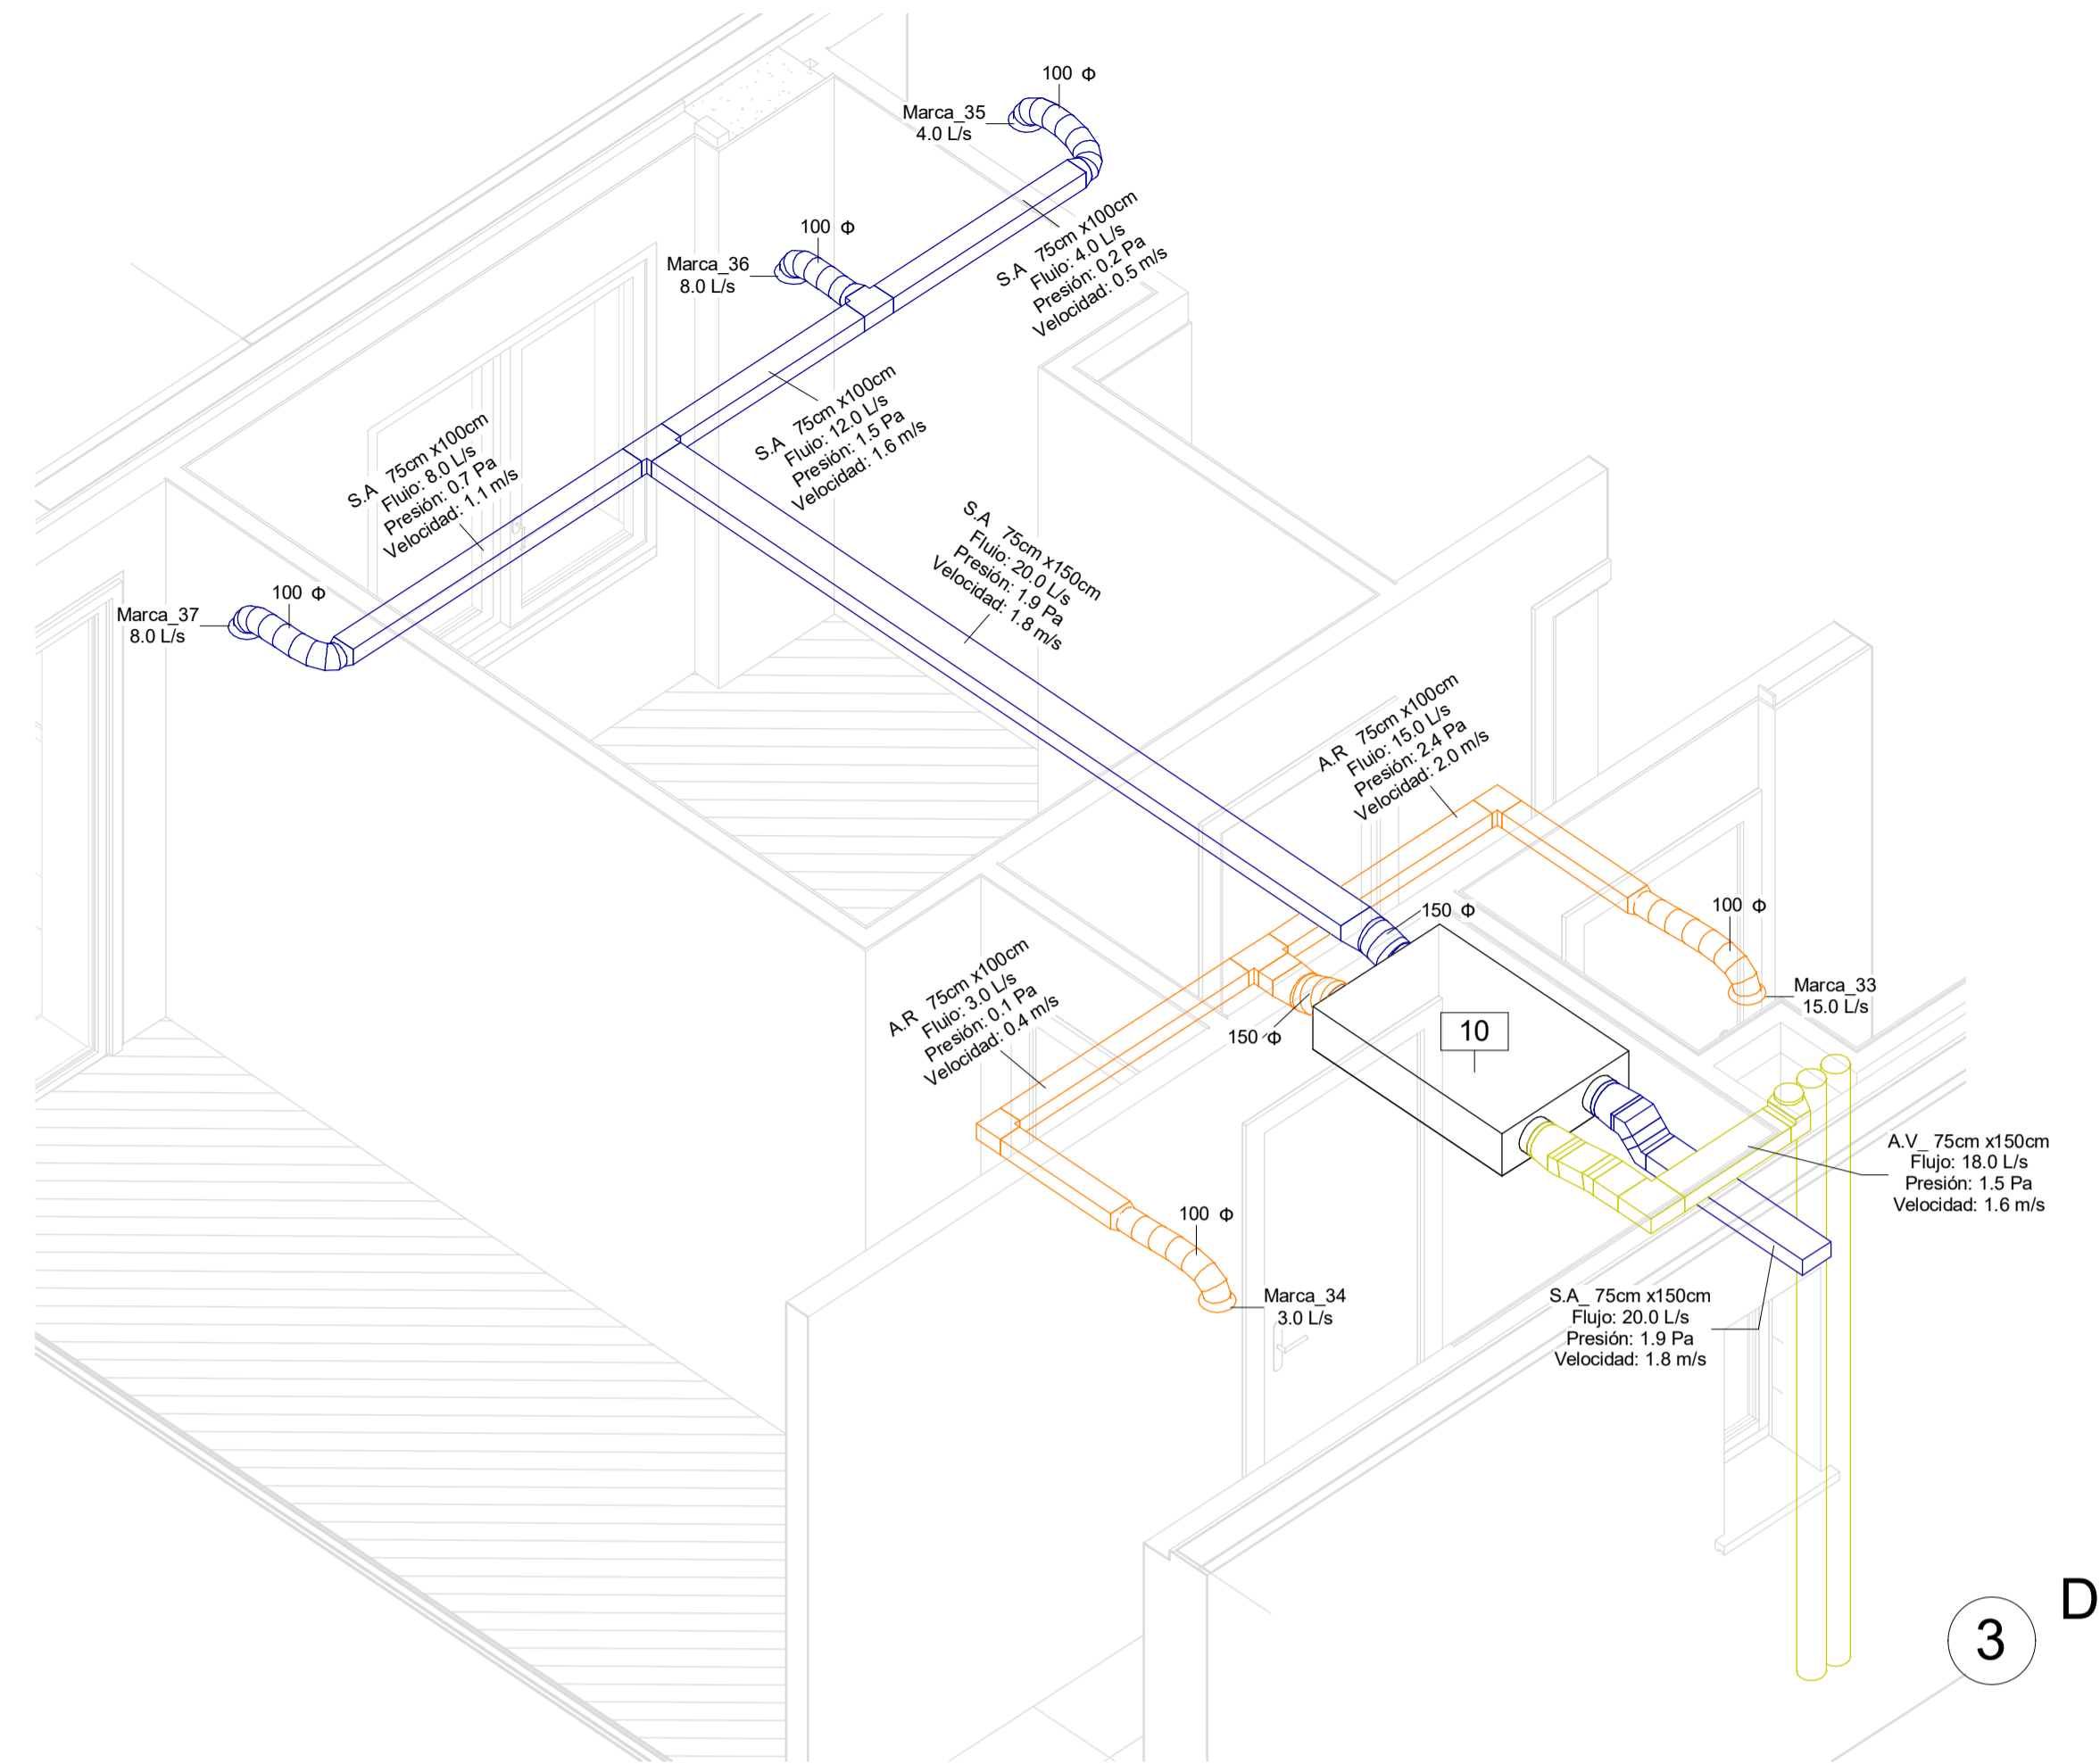 100 Φ
Marca_35
4.0 L/s
S.A 75cm x100cm
Fluio: 4.0 L/s
Presión: 0.2 Pa
Velocidad: 0.5 m/s
100 Φ
Marca_36
8.0 L/s
S.A 75cm x100cm
Fluio: 12.0 L/s
Presión: 1.5 Pa
Velocidad: 1.6 m/s
S.A 75cm x100cm
Fluio: 8.0 L/s
Presión: 0.7 Pa
Velocidad: 1.1 m/s
S.A 75cm x150cm
Fluio: 20.0 L/s
Presión: 1.9 Pa
Velocidad: 1.8 m/s
100 Φ
Marca_37
8.0 L/s
A.R 75cm x100cm
Fluio: 15.0 L/s
Presión: 2.4 Pa
Velocidad: 2.0 m/s
150 Φ
100 Φ
Marca_33
15.0 L/s
A.R 75cm x100cm
Fluio: 3.0 L/s
Presión: 0.1 Pa
Velocidad: 0.4 m/s
150 Φ
10
A.V_ 75cm x150cm
Flujo: 18.0 L/s
Presión: 1.5 Pa
Velocidad: 1.6 m/s
100 Φ
Marca_34
3.0 L/s
S.A_ 75cm x150cm
Flujo: 20.0 L/s
Presión: 1.9 Pa
Velocidad: 1.8 m/s
3
D